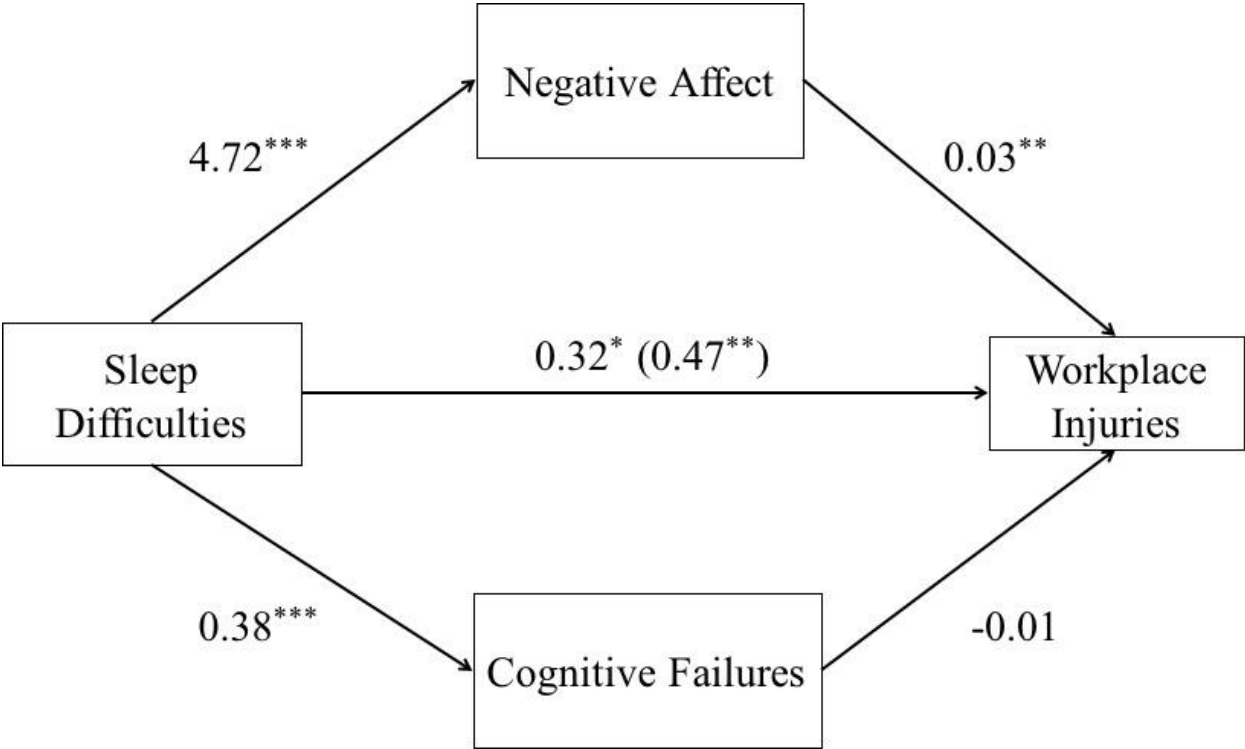 Negative Affect
4.72***
0.03**
0.32* (0.47**)
Sleep
Difficulties
Workplace
Injuries
0.38***
-0.01
Cognitive Failures